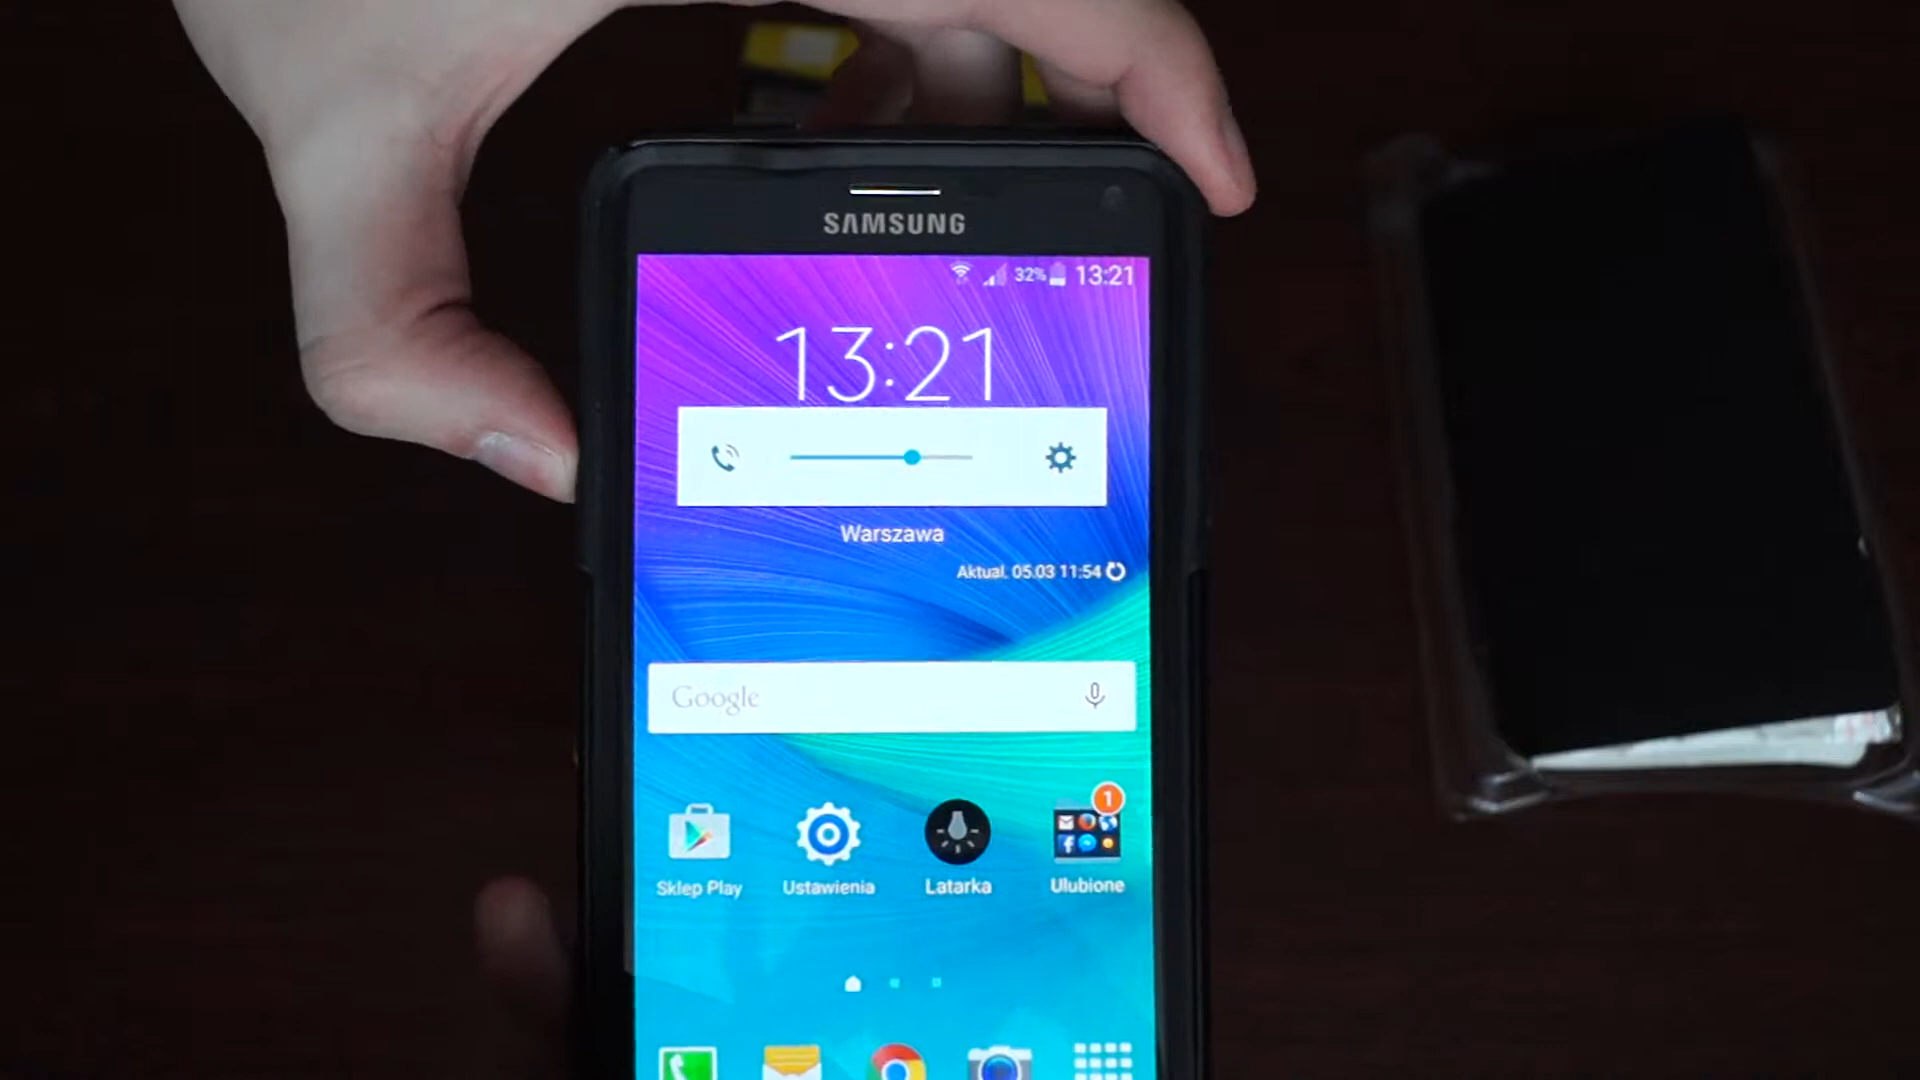 SAMSUNG
32% 13:21
13:21
Warszawa
Aktual. 05.03 11:54
Google
1
Sklep Play
Ustawienia
Latarka
Ulubione